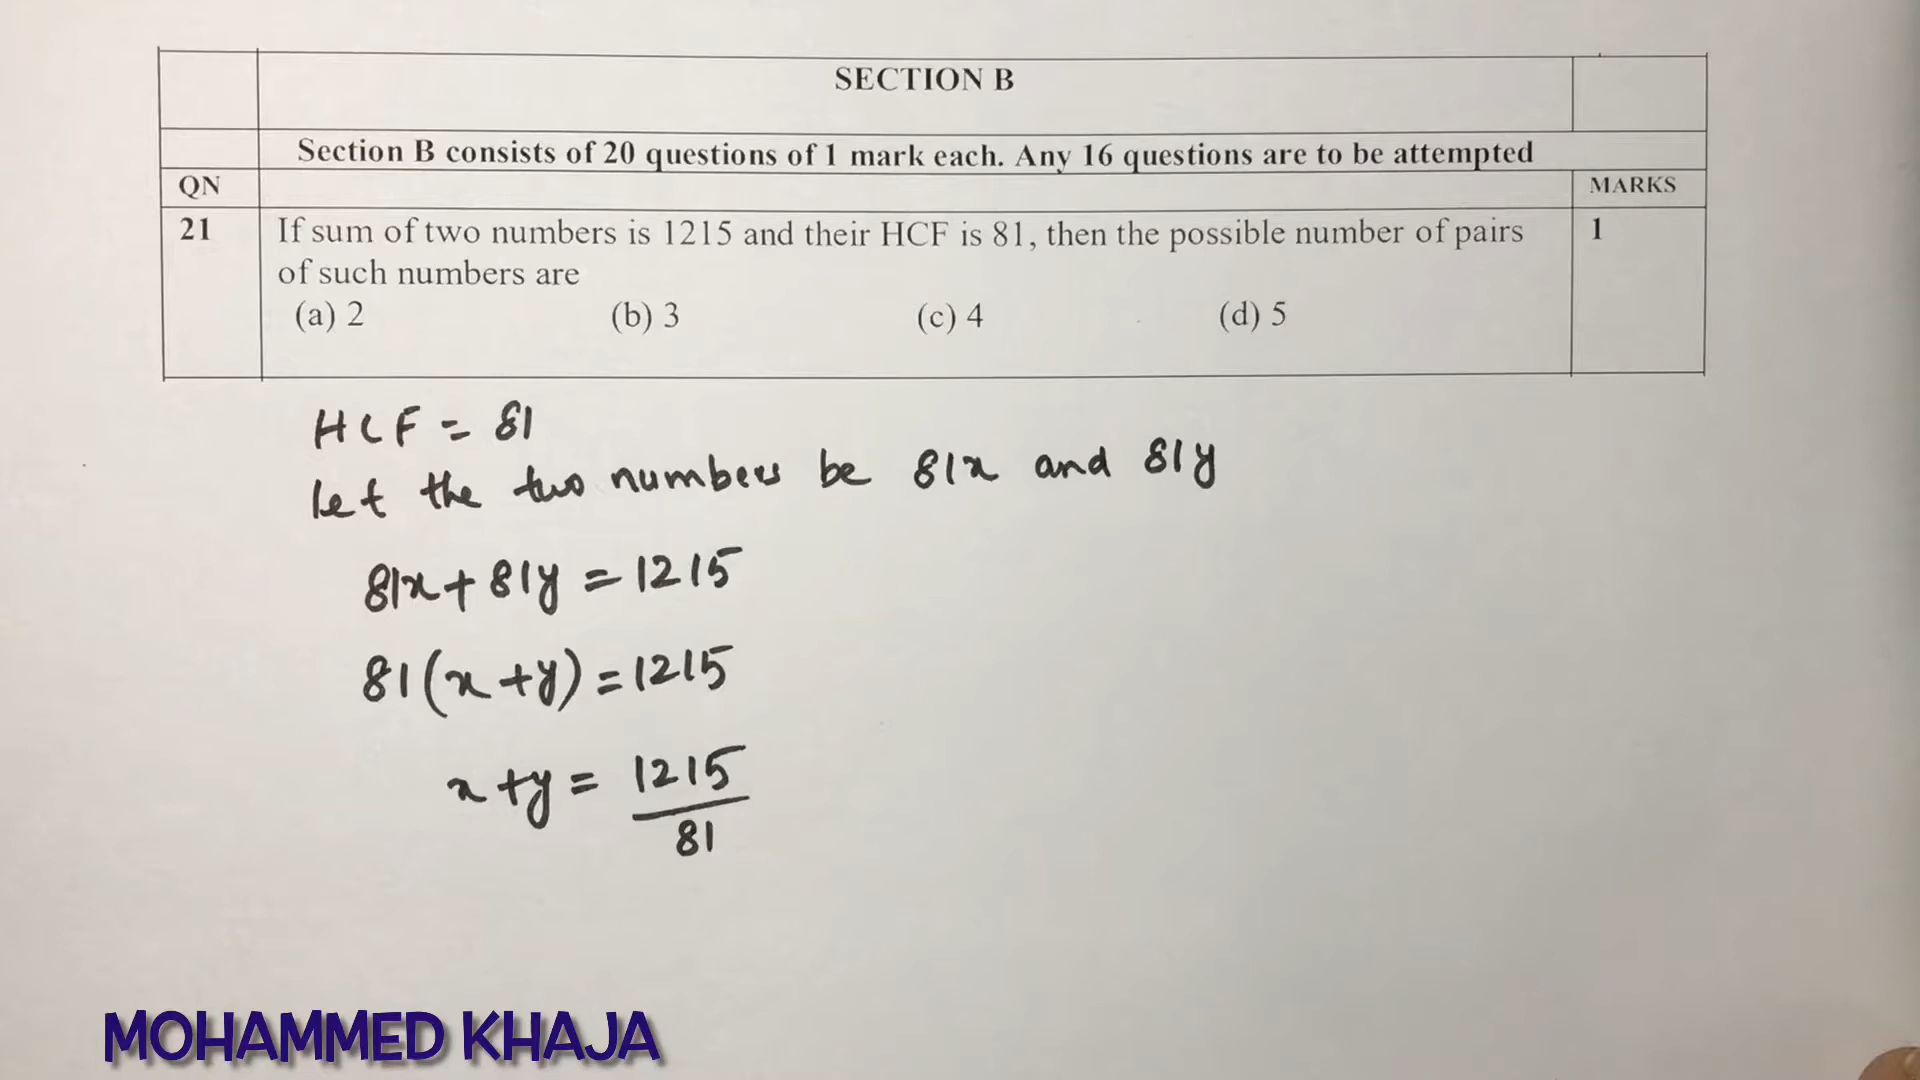 SECTION B
Section B consists of 20 questions of 1 mark each. Any 16 questions are to be attempted
QN MARKS
21 If sum of two numbers is 1215 and their HCF is 81, then the possible number of pairs 1
of such numbers are
(a) 2 (b) 3 (c) 4 (d) 5
HCF = 81
Let the two numbers be 81x and 81y
81x + 81y = 1215
81(x + y) = 1215
x + y = 1215
81
MOHAMMED KHAJA